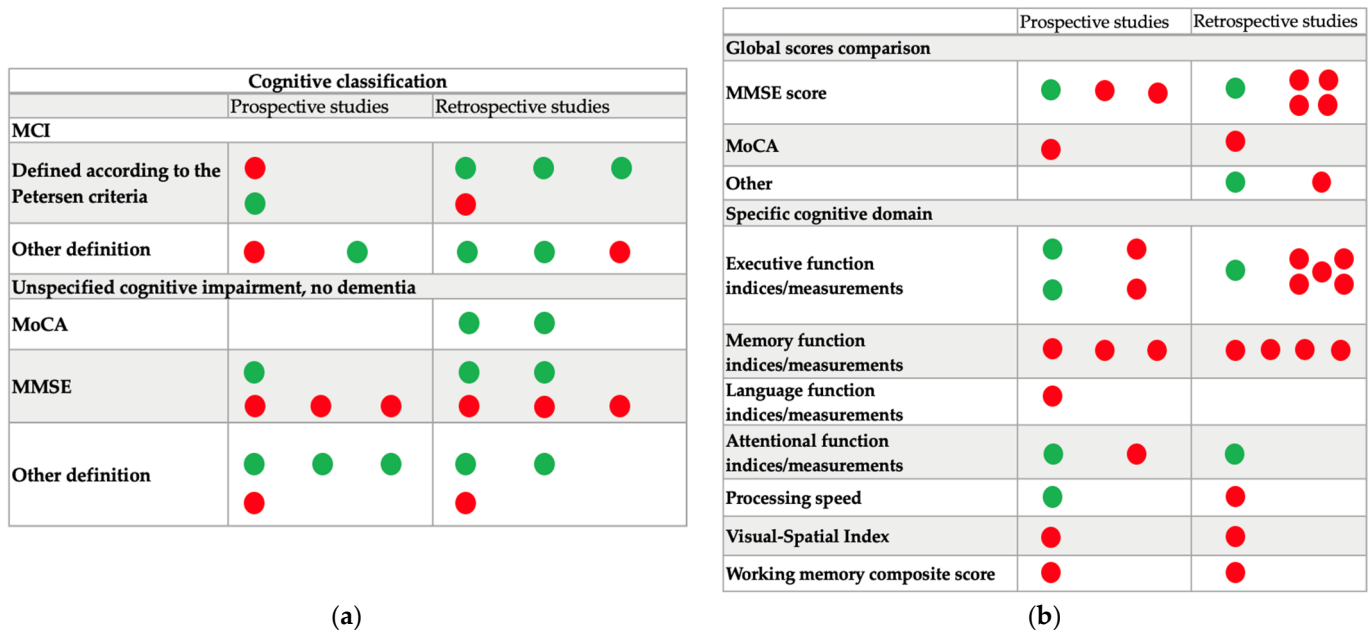 Cognitive classification
Prospective studies
Retrospective studies
MCI
Defined according to the
Petersen criteria
Other definition
Unspecified cognitive impairment, no dementia
MoCA
MMSE
Other definition
(a)
Prospective studies
Retrospective studies
Global scores comparison
MMSE score
MoCA
Other
Specific cognitive domain
Executive function
indices/measurements
Memory function
indices/measurements
Language function
indices/measurements
Attentional function
indices/measurements
Processing speed
Visual-Spatial Index
Working memory composite score
(b)